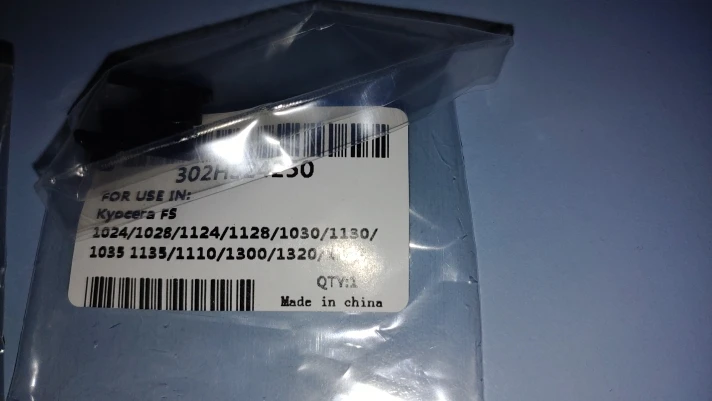 FOR USE IN:
Kyocera FS
1024/1028/1124/1128/1030/1130/
1035 1135/1110/1300/1320/
QTY:1
Made in china